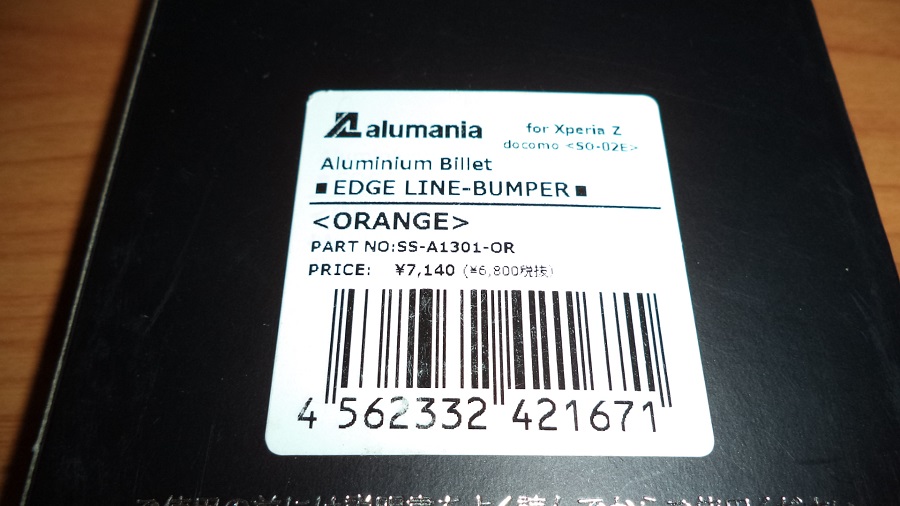 alumania
for Xperia Z
docomo <SO-02E>
Aluminium Billet
■EDGE LINE-BUMPER■
<ORANGE>
PART NO:SS-A1301-OR
PRICE: ¥7,140 (¥6,800税抜)
4 562332 421671